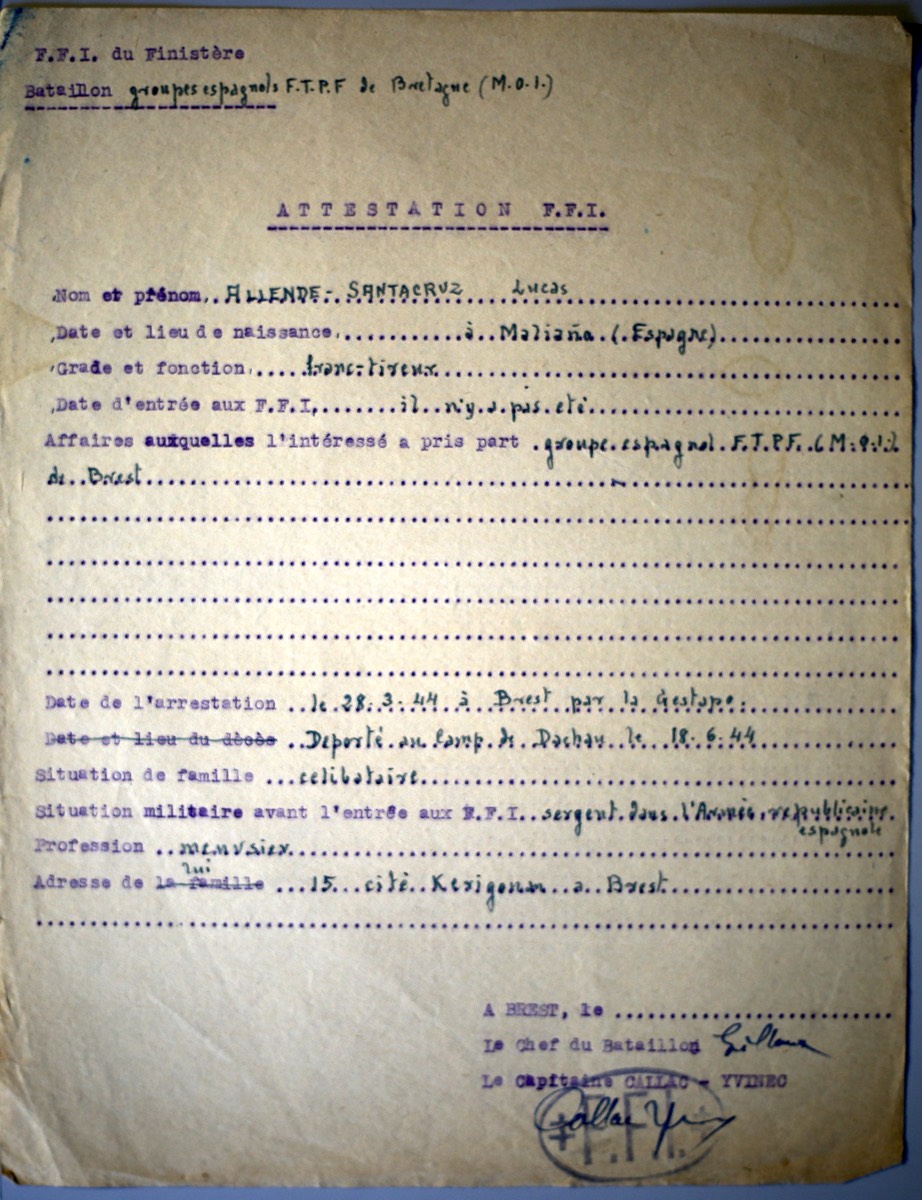 F.F.I. du Finistère
Bataillon groupes espagnols F.T.P.F de Bretagne (M.O.I.)
ATTESTATION F.F.I.
Nom et prénom.. ALLENDE-SANTACRUZ Lucas
Date et lieu de naissance, à Maliaña (Espagne)
Grade et fonction, franc-tireur
Date d'entrée aux F.F.I, il n'y a pas eté
Affaires auxquelles l'intéressé a pris part groupe espagnol F.T.P.F. (M.O.I.)
de Brest
Date de l'arrestation le 28.3.44 à Brest par la Gestapo.
Date et lieu du décès Deporté au Camp de Dachau le 18.6.44
Situation de famille celibataire
Situation militaire avant l'entrée aux F.F.I. sergent dans l'Armée republicaine
espagnole
Profession menusier
lui
Adresse de la famille 15 cité Kerigonan a Brest
A BREST, le
Le Chef du Bataillon
Le Capitaine CALLAC - YVINEC
Callac
F.F.I.